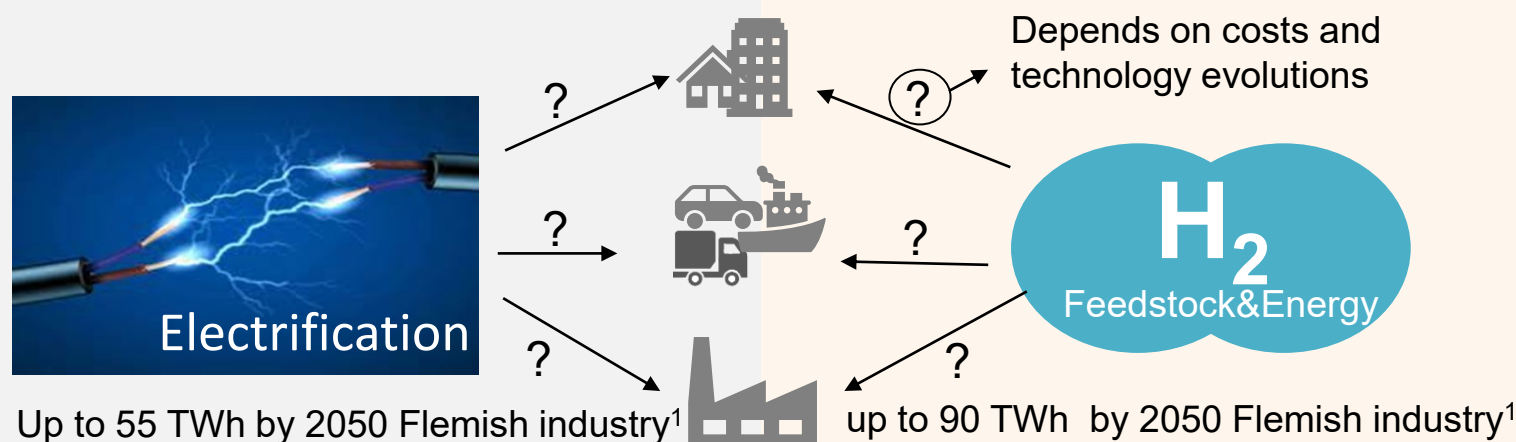 Depends on costs and
technology evolutions
?
?
?
?
Electrification
?
?
H2
Feedstock&Energy
Up to 55 TWh by 2050 Flemish industry1
up to 90 TWh by 2050 Flemish industry1